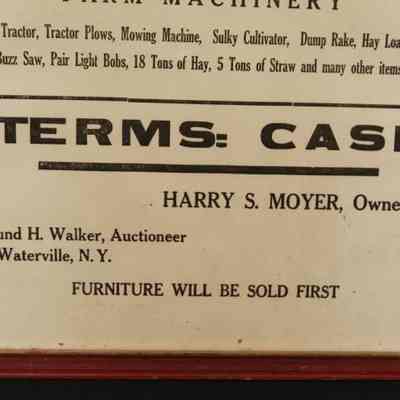 FARM MACHINERY
Tractor, Tractor Plows, Mowing Machine, Sulky Cultivator, Dump Rake, Hay Loa
Buzz Saw, Pair Light Bobs, 18 Tons of Hay, 5 Tons of Straw and many other items
TERMS: CAS
HARRY S. MOYER, Owne
und H. Walker, Auctioneer
Waterville, N. Y.
FURNITURE WILL BE SOLD FIRST